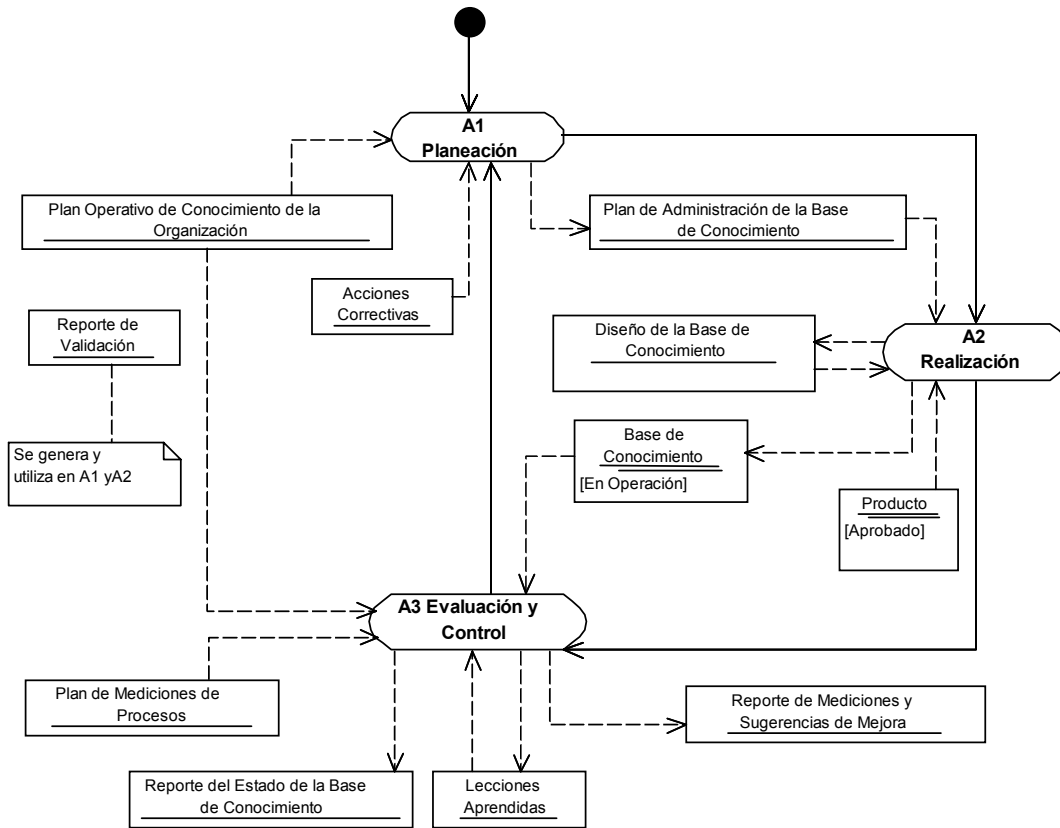 A1
Planeación
Plan Operativo de Conocimiento de la
Organización
Plan de Administración de la Base
de Conocimiento
Acciones
Correctivas
Reporte de
Validación
Diseño de la Base de
Conocimiento
A2
Realización
Se genera y
utiliza en A1 yA2
Base de
Conocimiento
[En Operación]
Producto
[Aprobado]
A3 Evaluación y
Control
Plan de Mediciones de
Procesos
Reporte de Mediciones y
Sugerencias de Mejora
Reporte del Estado de la Base
de Conocimiento
Lecciones
Aprendidas